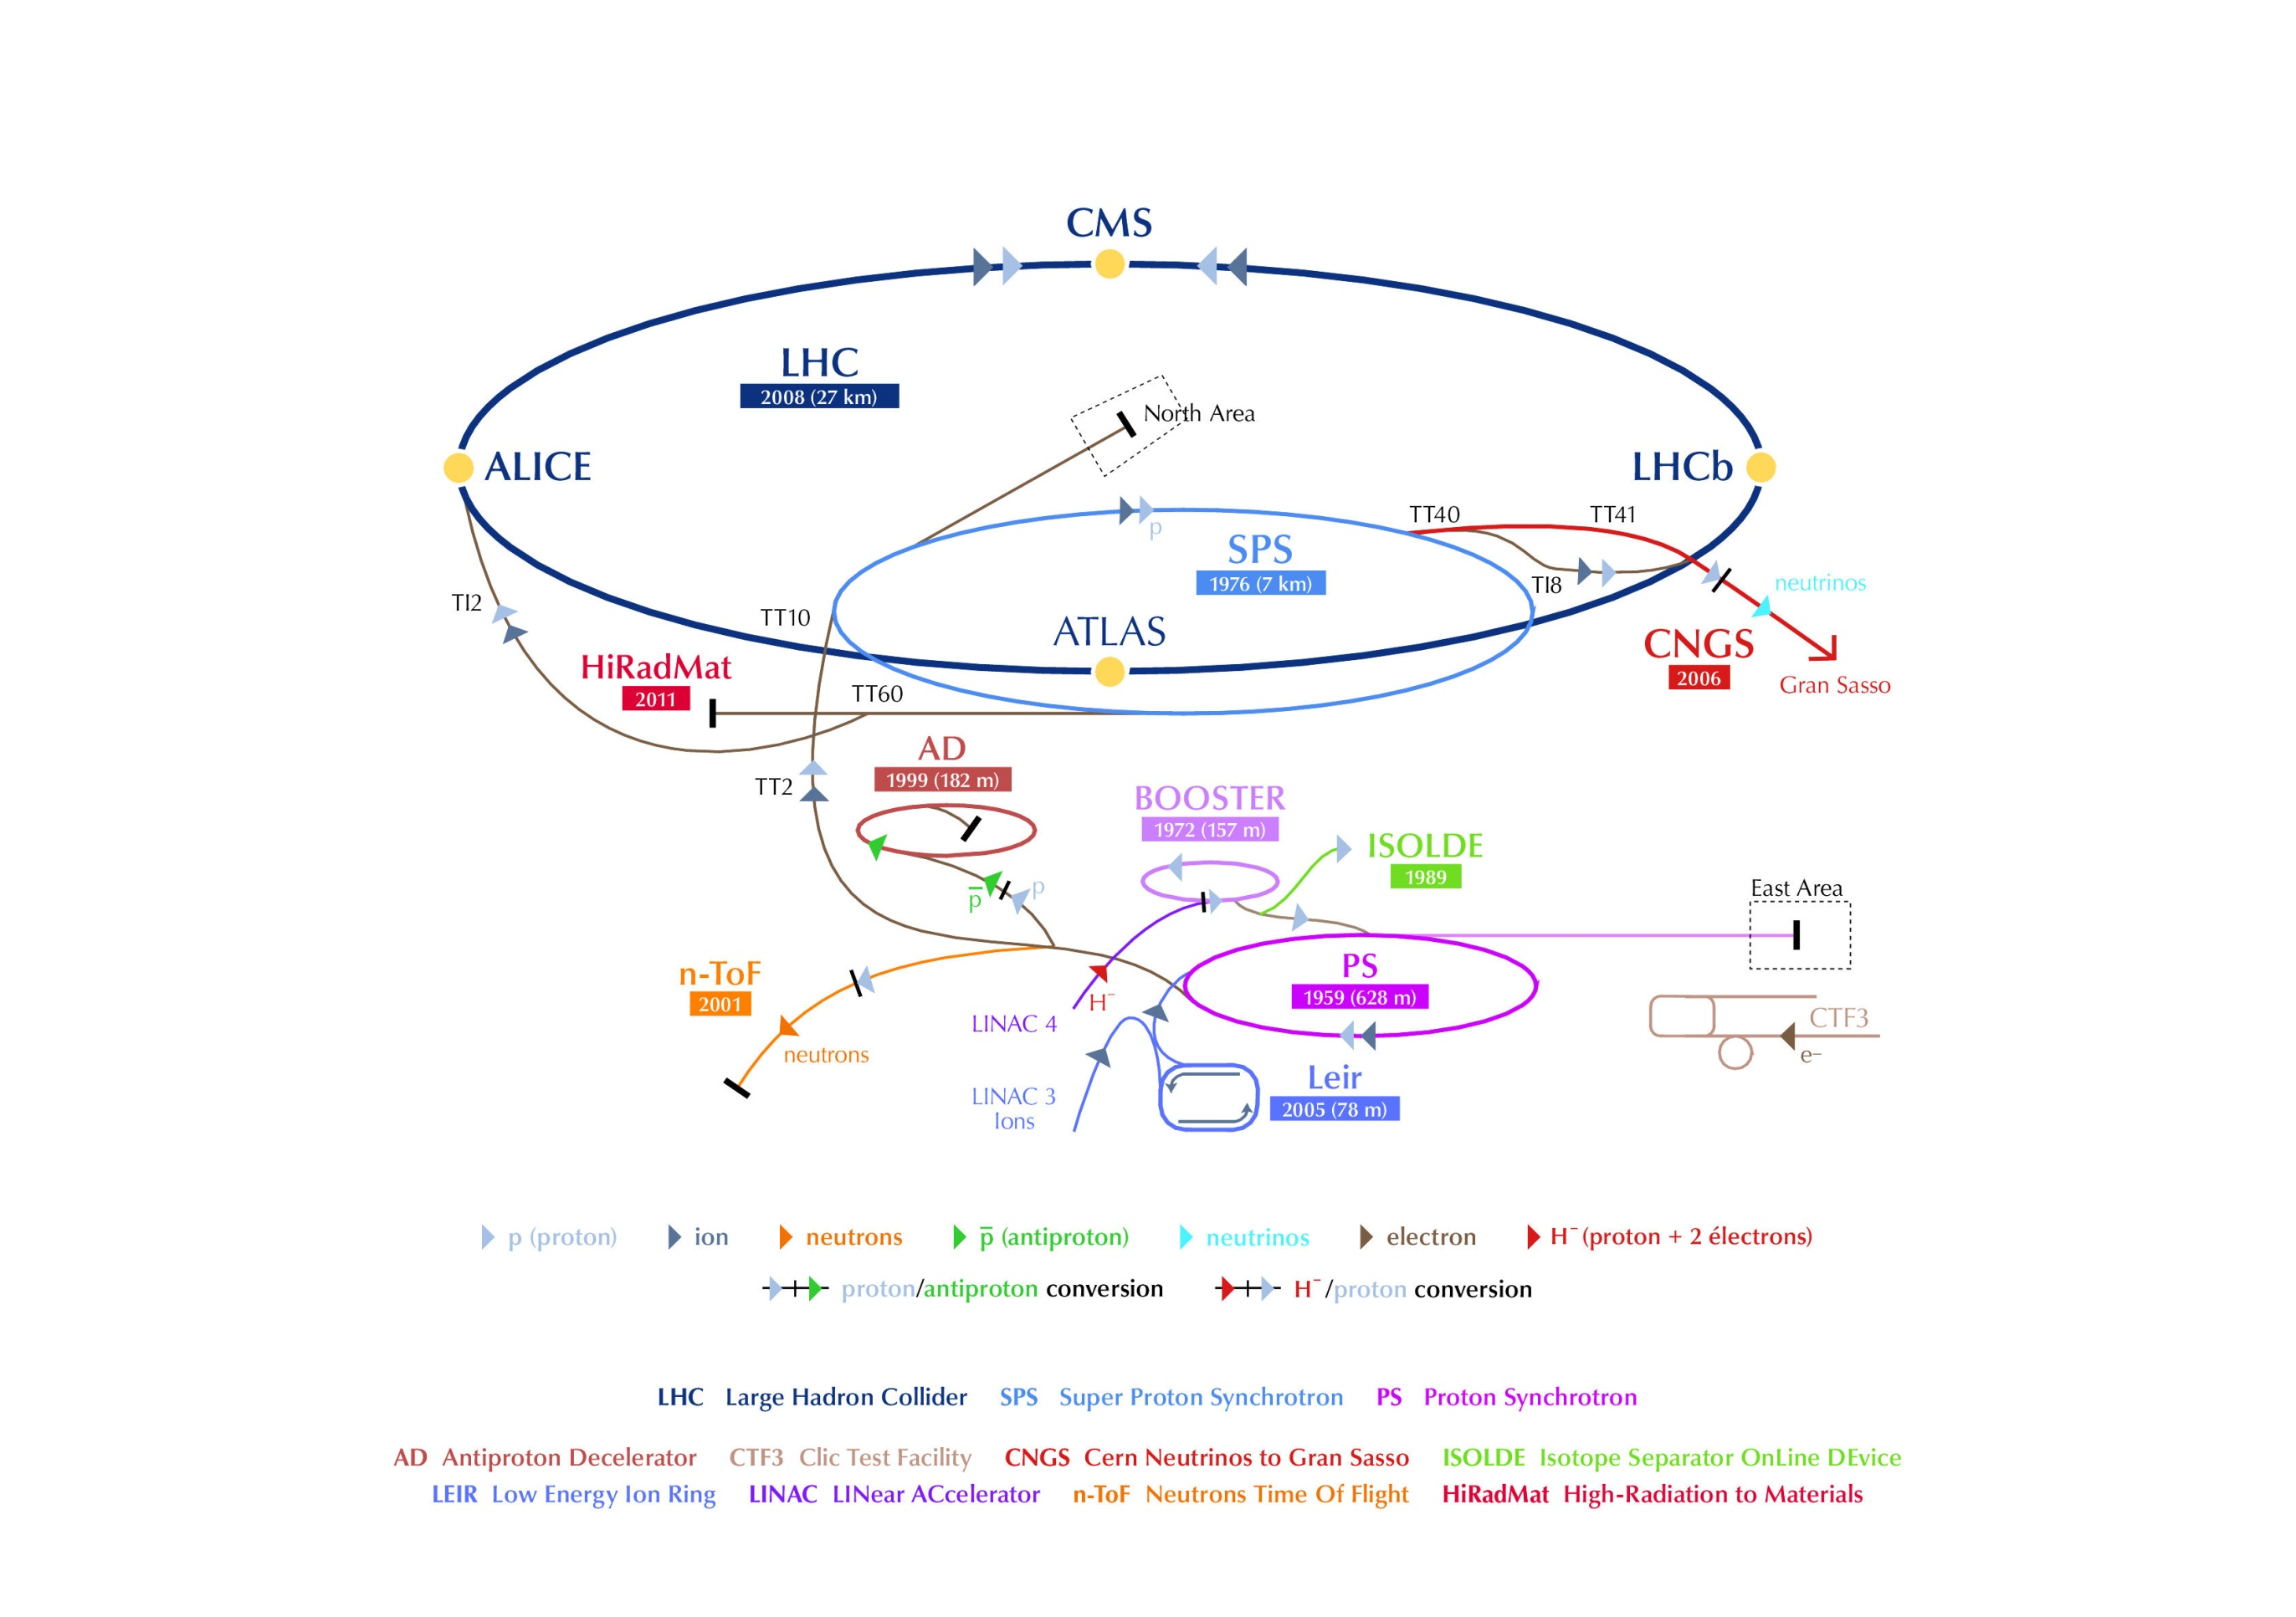 CMS
LHC
2008 (27 km)
North Area
ALICE
LHCb
TT40
TT41
p
SPS
1976 (7 km)
TI8
neutrinos
TI2
TT10
ATLAS
CNGS
2006
HiRadMat
2011
Gran Sasso
TT60
AD
1999 (182 m)
TT2
BOOSTER
1972 (157 m)
ISOLDE
1989
p
p̅
East Area
n-ToF
2001
PS
1959 (628 m)
H⁻
LINAC 4
CTF3
neutrons
e–
Leir
2005 (78 m)
LINAC 3
Ions
p (proton) ion neutrons p̅ (antiproton) neutrinos electron H⁻ (proton + 2 électrons)
proton/antiproton conversion H⁻/proton conversion
LHC Large Hadron Collider SPS Super Proton Synchrotron PS Proton Synchrotron
AD Antiproton Decelerator CTF3 Clic Test Facility CNGS Cern Neutrinos to Gran Sasso ISOLDE Isotope Separator OnLine DEvice
LEIR Low Energy Ion Ring LINAC LINear ACcelerator n-ToF Neutrons Time Of Flight HiRadMat High-Radiation to Materials